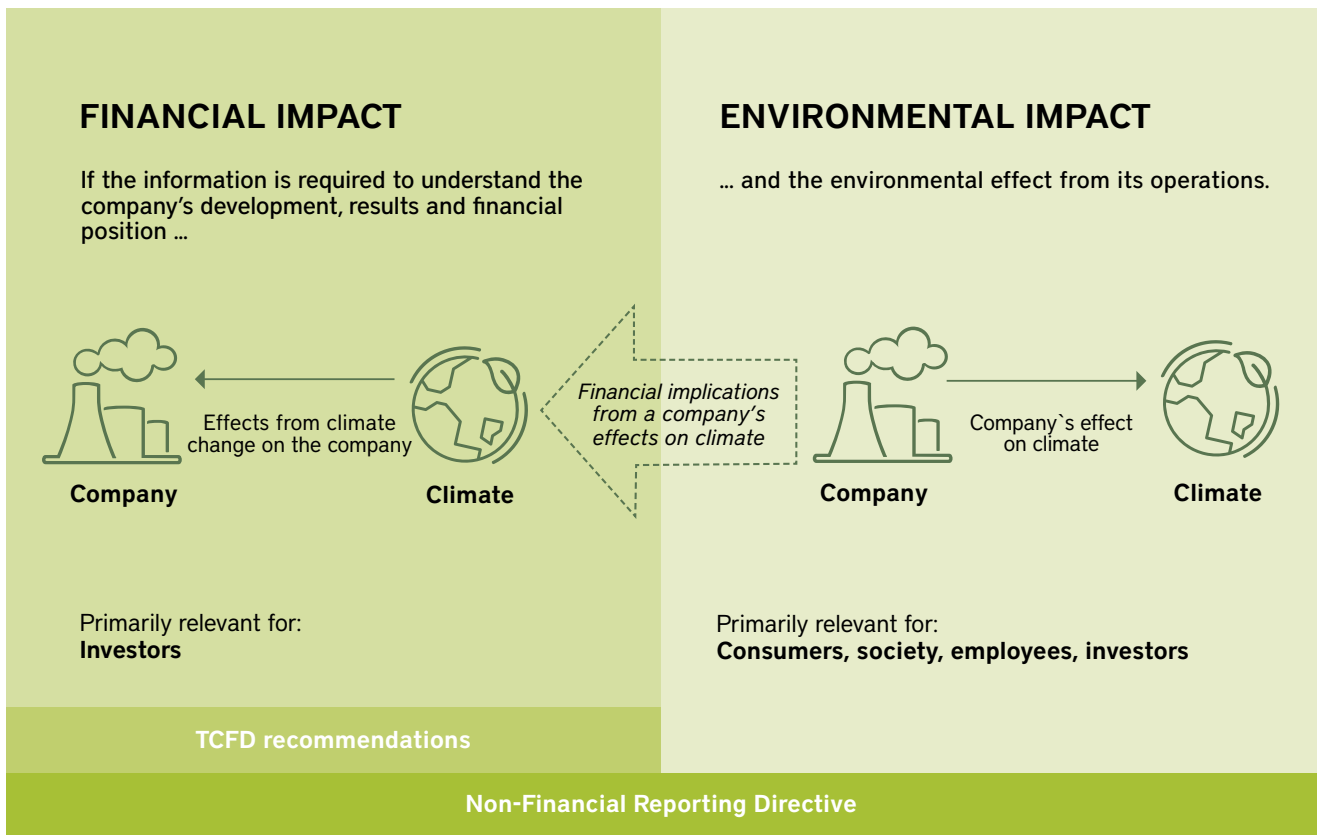 FINANCIAL IMPACT
If the information is required to understand the
company's development, results and financial
position ...
Effects from climate
change on the company
Company
Climate
Primarily relevant for:
Investors
TCFD recommendations
Financial implications
from a company's
effects on climate
ENVIRONMENTAL IMPACT
... and the environmental effect from its operations.
Company`s effect
on climate
Company
Climate
Primarily relevant for:
Consumers, society, employees, investors
Non-Financial Reporting Directive